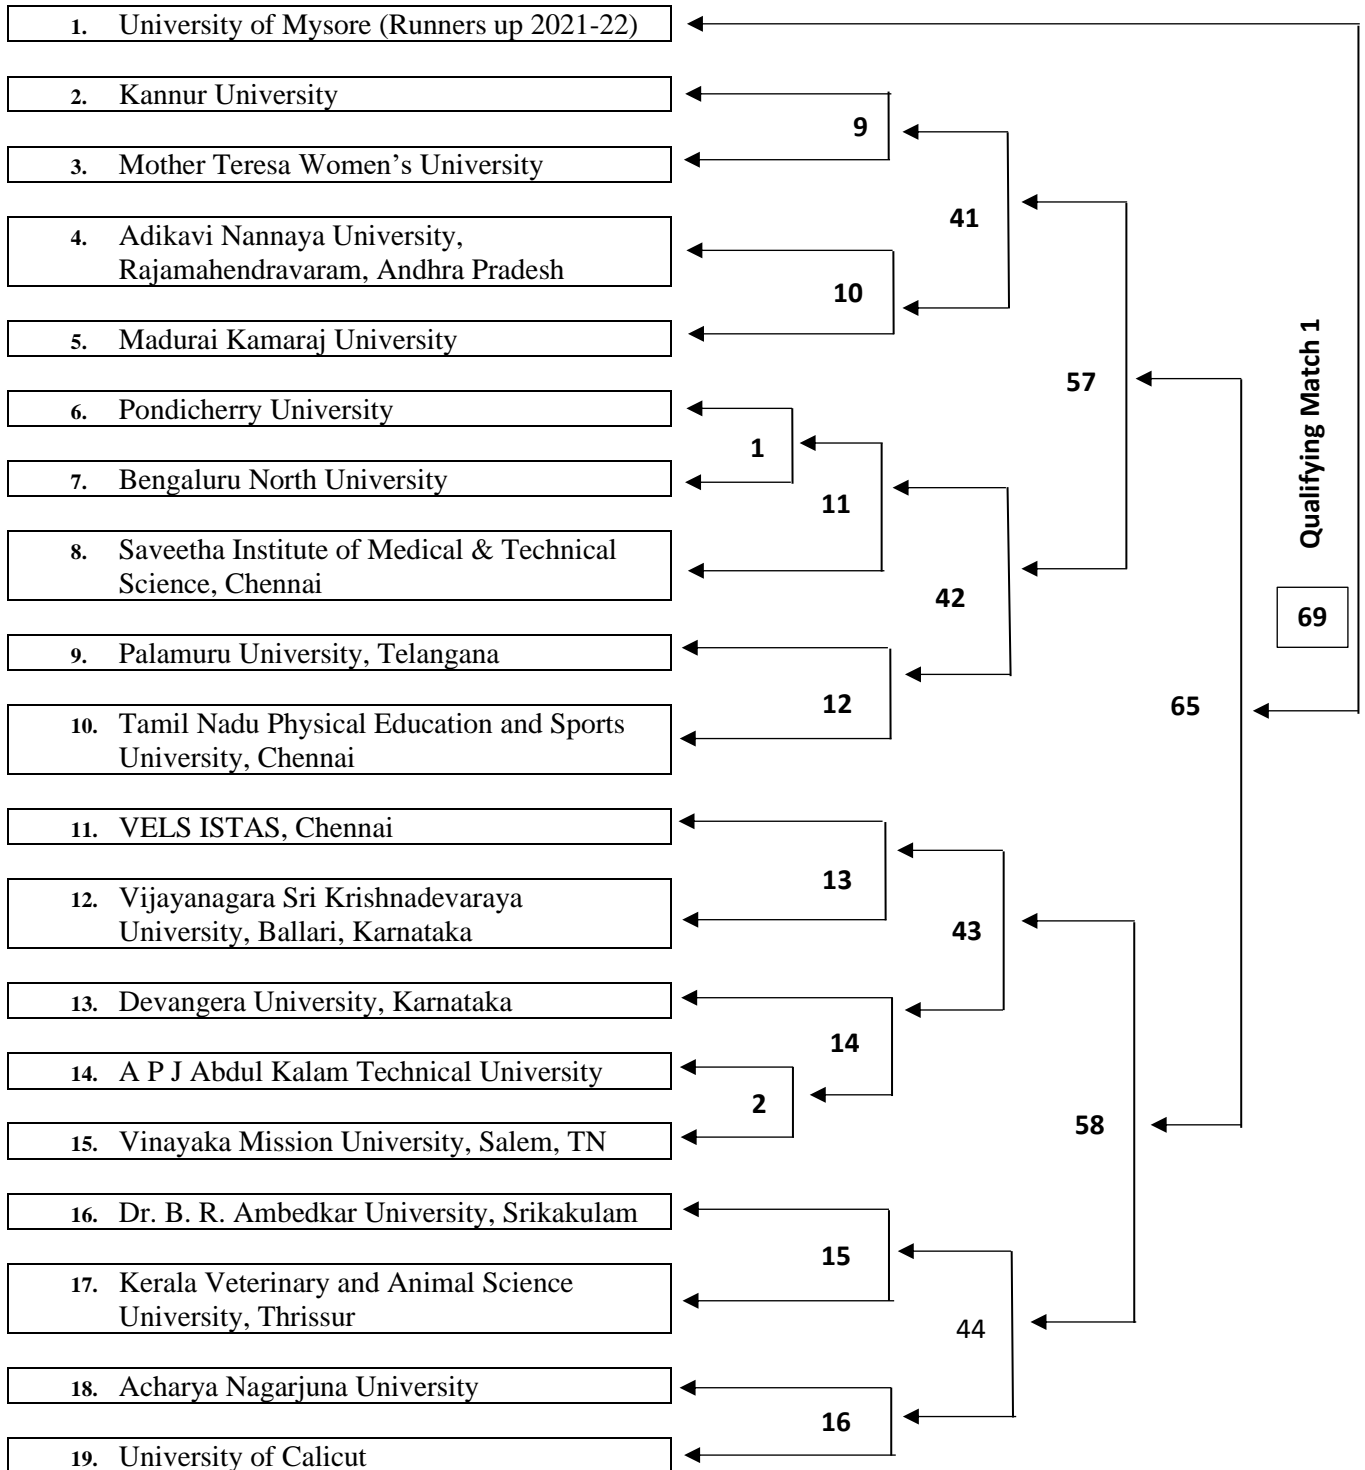 1. University of Mysore (Runners up 2021-22)
2. Kannur University
9
3. Mother Teresa Women’s University
41
4. Adikavi Nannaya University,
Rajamahendravaram, Andhra Pradesh
10
5. Madurai Kamaraj University
57
Qualifying Match 1
6. Pondicherry University
1
7. Bengaluru North University
11
8. Saveetha Institute of Medical & Technical
Science, Chennai
42
69
9. Palamuru University, Telangana
12
65
10. Tamil Nadu Physical Education and Sports
University, Chennai
11. VELS ISTAS, Chennai
13
12. Vijayanagara Sri Krishnadevaraya
University, Ballari, Karnataka
43
13. Devangera University, Karnataka
14
14. A P J Abdul Kalam Technical University
2
58
15. Vinayaka Mission University, Salem, TN
16. Dr. B. R. Ambedkar University, Srikakulam
15
17. Kerala Veterinary and Animal Science
University, Thrissur
44
18. Acharya Nagarjuna University
16
19. University of Calicut